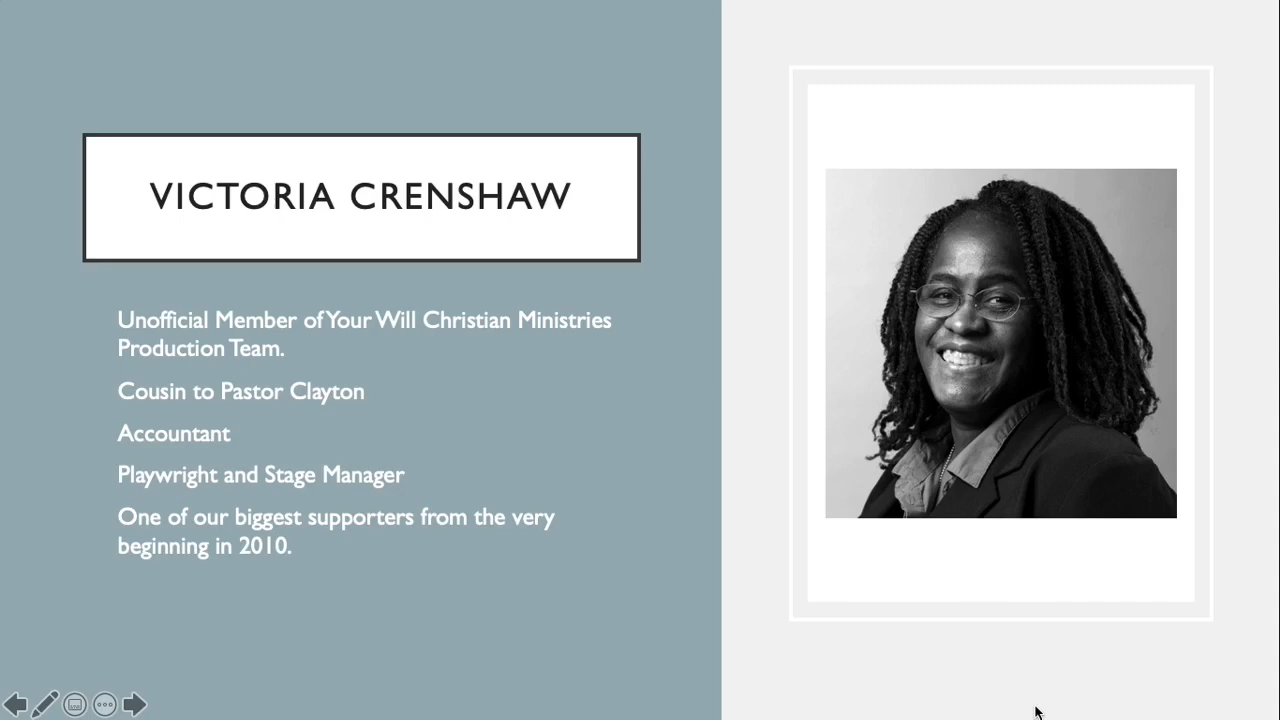 VICTORIA CRENSHAW
Unofficial Member of Your Will Christian Ministries
Production Team.
Cousin to Pastor Clayton
Accountant
Playwright and Stage Manager
One of our biggest supporters from the very
beginning in 2010.